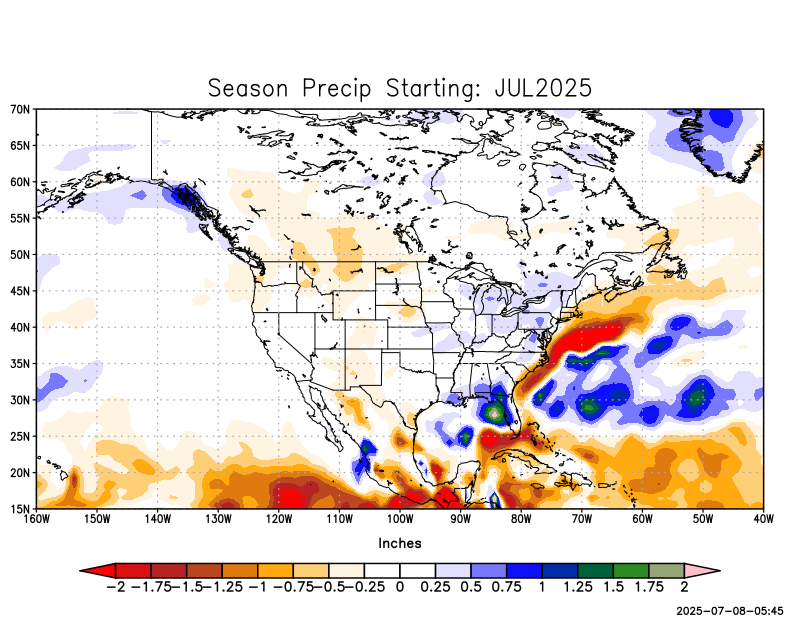 Season Precip Starting: JUL2025
70N
65N
60N
55N
50N
45N
40N
35N
30N
25N
20N
15N
160W 150W 140W 130W 120W 110W 100W 90W 80W 70W 60W 50W 40W
Inches
-2 -1.75 -1.5 -1.25 -1 -0.75 -0.5 -0.25 0 0.25 0.5 0.75 1 1.25 1.5 1.75 2
2025-07-08-05:45